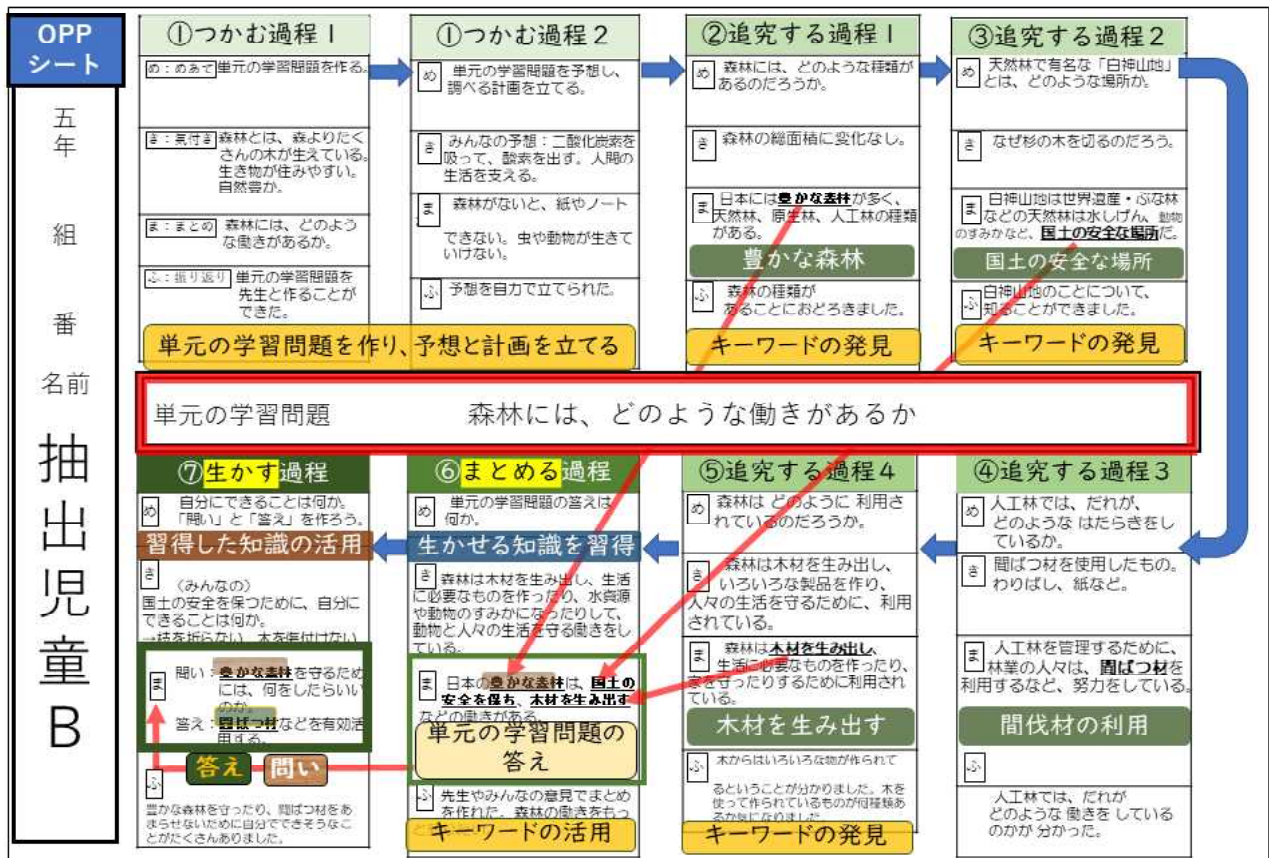 OPP
シート
五年 組 番 名前 抽出児童B
①つかむ過程1
め:めあて 単元の学習問題を作る。
き:気付き 森林とは、森よりたく
さんの木が生えている。
生き物が住みやすい。
自然豊か。
ま:まとめ 森林には、どのよう
な働きがあるか。
ふ:振り返り 単元の学習問題を
先生と作ることが
できた。
①つかむ過程2
め 単元の学習問題を予想し、
調べる計画を立てる。
き みんなの予想:二酸化炭素を
吸って、酸素を出す。人間の
生活を支える。
ま 森林がないと、紙やノート
できない。虫や動物が生きて
いけない。
ふ 予想を自力で立てられた。
単元の学習問題を作り、予想と計画を立てる
②追究する過程1
め 森林には、どのような種類が
あるのだろうか。
き 森林の総面積に変化なし。
ま 日本には豊かな森林が多く、
天然林、原生林、人工林の種類
がある。
豊かな森林
ふ 森林の種類が
あることにおどろきました。
キーワードの発見
③追究する過程2
め 天然林で有名な「白神山地」
とは、どのような場所か。
き なぜ杉の木を切るのだろう。
ま 白神山地は世界遺産・ぶな林
などの天然林は水しげん、動物
のすみかなど、国土の安全な場所だ。
国土の安全な場所
ふ 白神山地のことについて、
知ることができました。
キーワードの発見
単元の学習問題 森林には、どのような働きがあるか
④追究する過程3
め 人工林では、だれが、
どのような はたらきをし
ているか。
き 間ばつ材を使用したもの。
わりばし、紙など。
ま 人工林を管理するために、
林業の人々は、間ばつ材を
利用するなど、努力をしている。
間伐材の利用
ふ
人工林では、だれが
どのような 働きを している
のかが 分かった。
⑤追究する過程4
め 森林は どのように 利用さ
れているのだろうか。
き 森林は木材を生み出し、
いろいろな製品を作り、
人々の生活を守るために、利用
されている。
ま 森林は木材を生み出し、
生活に必要なものを作ったり、
家を守ったりするために利用され
ている。
木材を生み出す
ふ 木からはいろいろな物が作られて
るということが分かりました。木を
使って作られているものが何種類あ
るか気になりました
キーワードの発見
⑥まとめる過程
め 単元の学習問題の答えは
何か。
生かせる知識を習得
き 森林は木材を生み出し、生活
に必要なものを作ったり、水資源
や動物のすみかになったりして、
動物と人々の生活を守る働きをし
ている。
ま 日本の豊かな森林は、国土の
安全を保ち、木材を生み出す
などの働きがある。
単元の学習問題の
答え
ふ 先生やみんなの意見でまとめ
を作れた。森林の働きをもっ
キーワードの活用
⑦生かす過程
め 自分にできることは何か。
「問い」と「答え」を作ろう。
習得した知識の活用
き (みんなの)
国土の安全を保つために、自分に
できることは何か。
→枝を折らない、木を傷付けない
ま 問い:豊かな森林を守るため
には、何をしたらいい
のか。
答え:間ばつ材などを有効活
用する。
答え 問い
ふ
豊かな森林を守ったり、間ばつ材をあ
まらせないために自分でできそうなこ
とがたくさんありました。